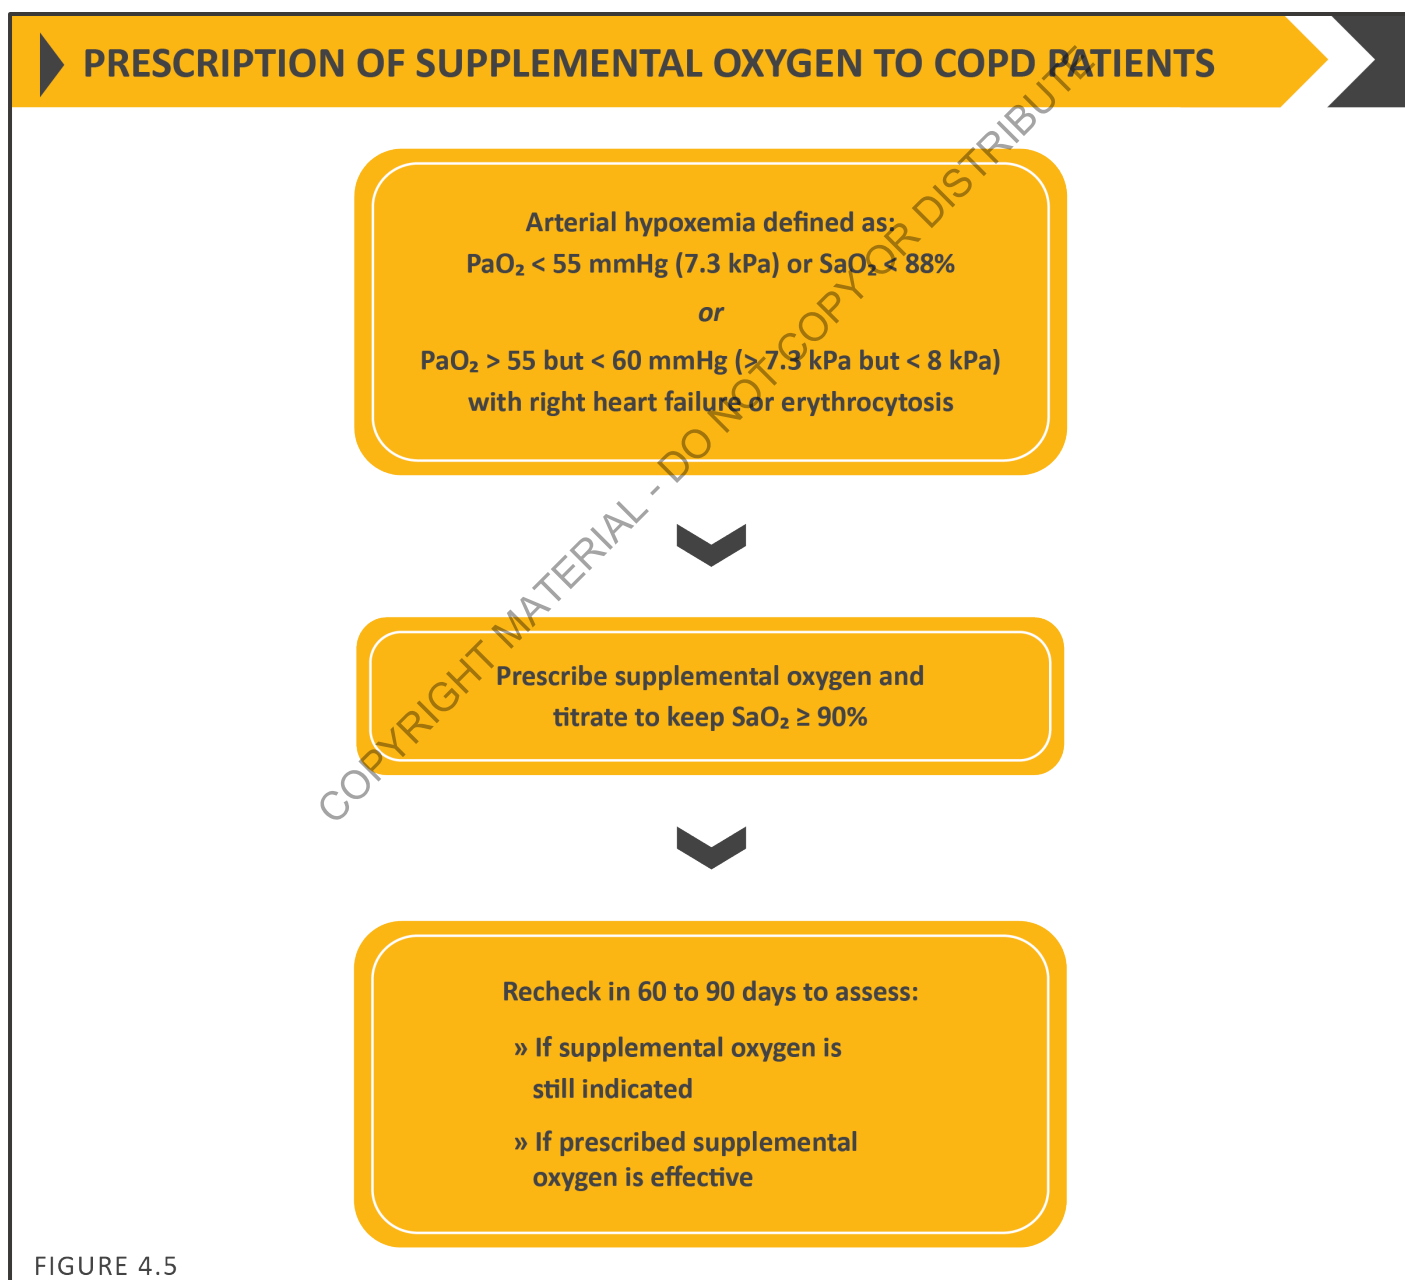 PRESCRIPTION OF SUPPLEMENTAL OXYGEN TO COPD PATIENTS
Arterial hypoxemia defined as:
PaO₂ < 55 mmHg (7.3 kPa) or SaO₂ < 88%
or
PaO₂ > 55 but < 60 mmHg (> 7.3 kPa but < 8 kPa)
with right heart failure or erythrocytosis
Prescribe supplemental oxygen and
titrate to keep SaO₂ ≥ 90%
Recheck in 60 to 90 days to assess:
» If supplemental oxygen is
still indicated
» If prescribed supplemental
oxygen is effective
FIGURE 4.5
COPYRIGHT MATERIAL - DO NOT COPY OR DISTRIBUTE